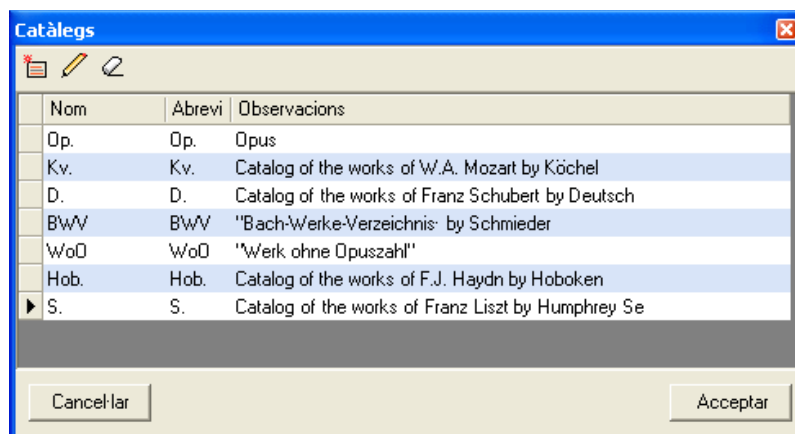 Catàlegs
Nom Abrevi Observacions
Op. Op. Opus
Kv. Kv. Catalog of the works of W.A. Mozart by Köchel
D. D. Catalog of the works of Franz Schubert by Deutsch
BWV BWV "Bach-Werke-Verzeichnis· by Schmieder
WoO WoO "Werk ohne Opuszahl"
Hob. Hob. Catalog of the works of F.J. Haydn by Hoboken
S. S. Catalog of the works of Franz Liszt by Humphrey Se
Cancel·lar Acceptar